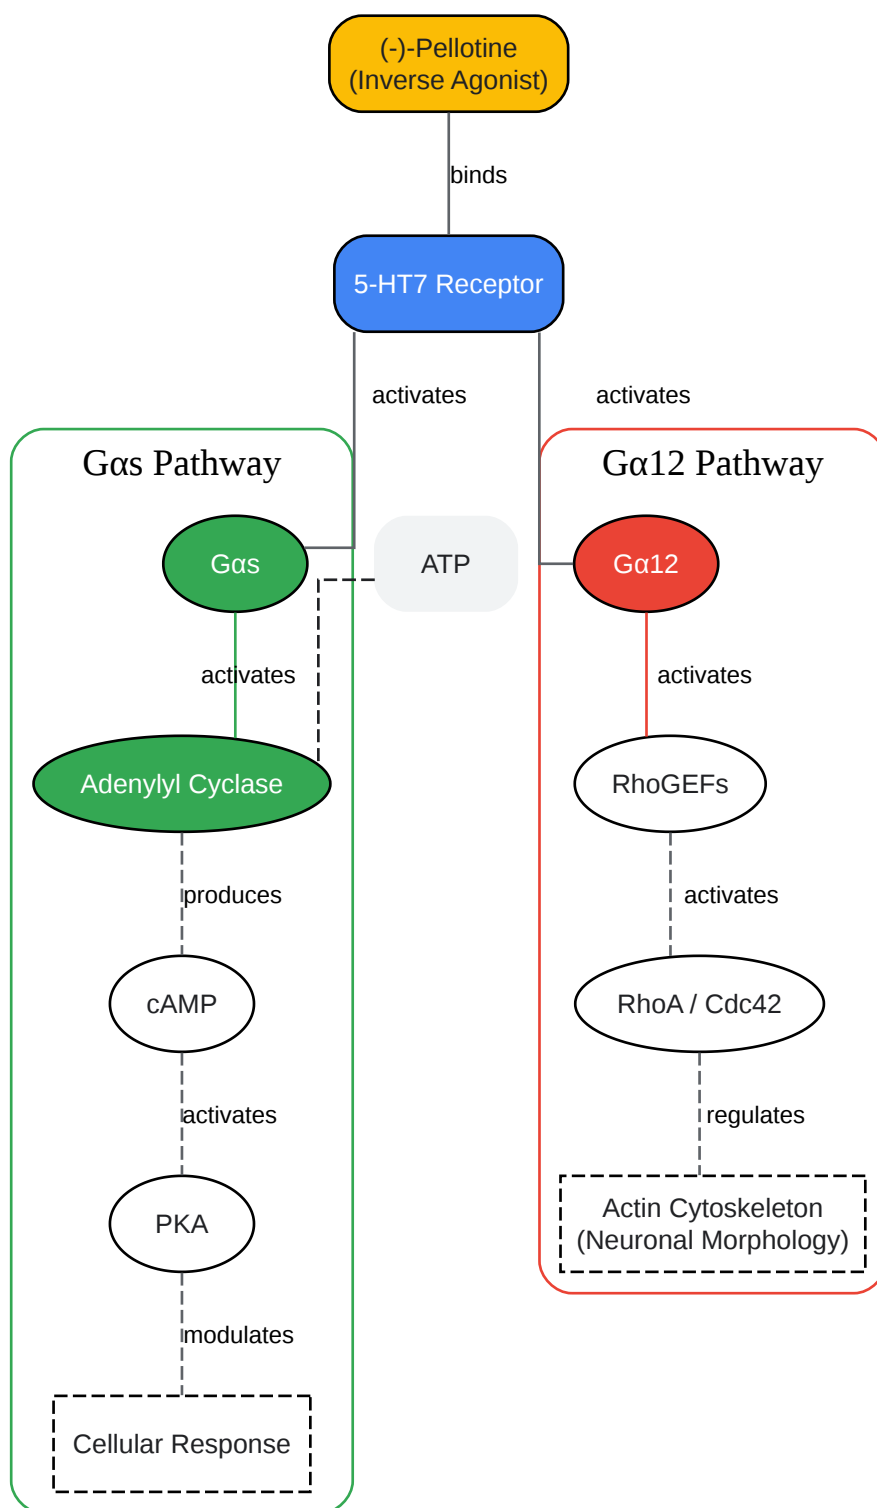 (-)-Pellotine
(Inverse Agonist)
binds
5-HT7 Receptor
activates
activates
Gαs Pathway
Gα12 Pathway
Gαs
ATP
Gα12
activates
activates
Adenylyl Cyclase
RhoGEFs
produces
activates
cAMP
RhoA / Cdc42
activates
regulates
PKA
Actin Cytoskeleton
(Neuronal Morphology)
modulates
Cellular Response